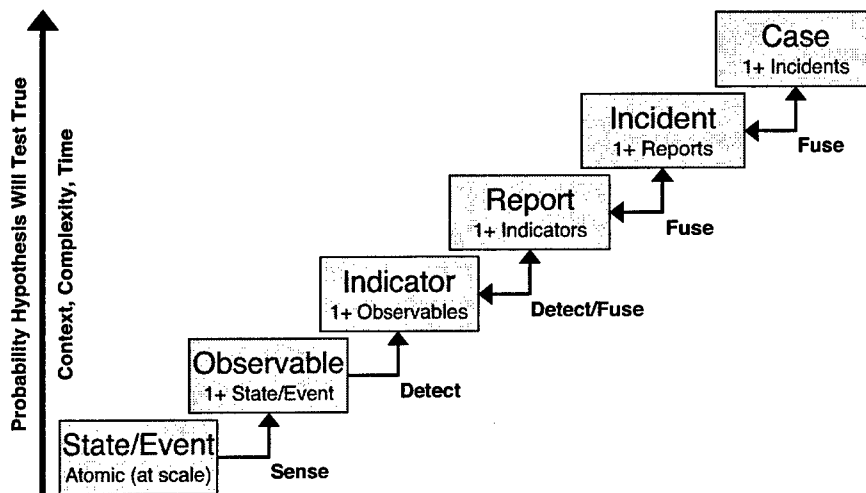 Probability Hypothesis Will Test True
Context, Complexity, Time
Case
1+ Incidents
Fuse
Incident
1+ Reports
Fuse
Report
1+ Indicators
Detect/Fuse
Indicator
1+ Observables
Detect
Observable
1+ State/Event
Sense
State/Event
Atomic (at scale)